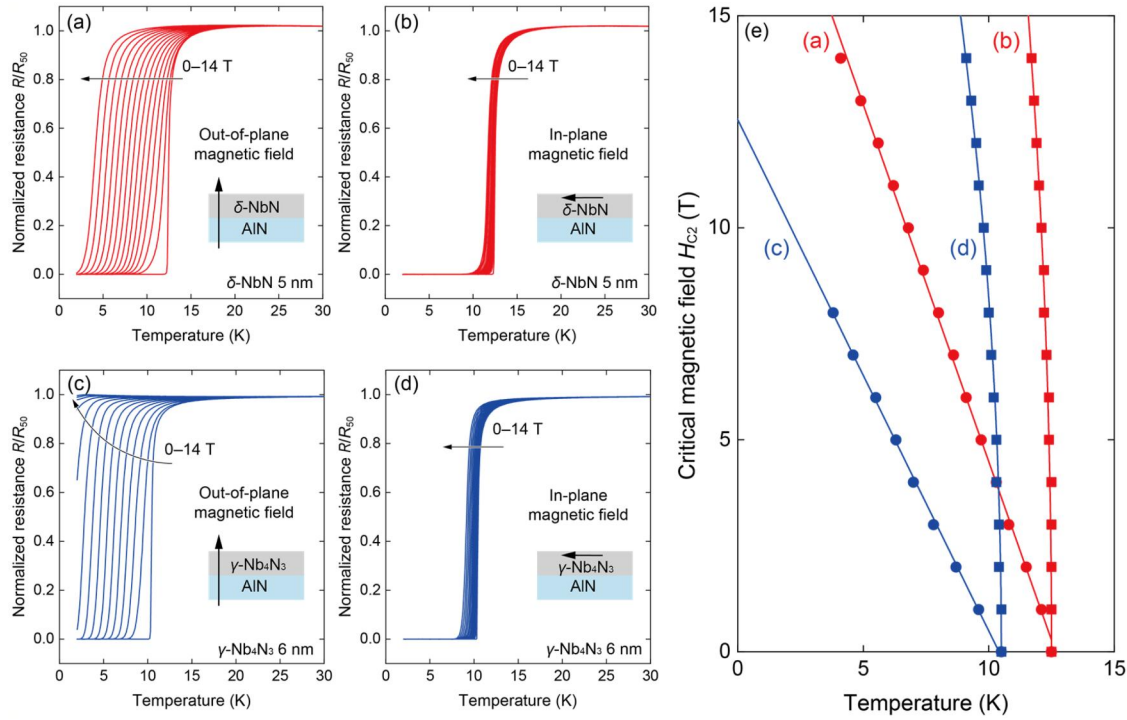 (a)
Normalized resistance R/R₅₀
1.0
0.8
0.6
0.4
0.2
0.0
0–14 T
Out-of-plane
magnetic field
δ-NbN
AlN
δ-NbN 5 nm
0 5 10 15 20 25 30
Temperature (K)
(b)
Normalized resistance R/R₅₀
1.0
0.8
0.6
0.4
0.2
0.0
0–14 T
In-plane
magnetic field
δ-NbN
AlN
δ-NbN 5 nm
0 5 10 15 20 25 30
Temperature (K)
(c)
Normalized resistance R/R₅₀
1.0
0.8
0.6
0.4
0.2
0.0
0–14 T
Out-of-plane
magnetic field
γ-Nb₄N₃
AlN
γ-Nb₄N₃ 6 nm
0 5 10 15 20 25 30
Temperature (K)
(d)
Normalized resistance R/R₅₀
1.0
0.8
0.6
0.4
0.2
0.0
0–14 T
In-plane
magnetic field
γ-Nb₄N₃
AlN
γ-Nb₄N₃ 6 nm
0 5 10 15 20 25 30
Temperature (K)
(e)
Critical magnetic field H_C2 (T)
15
10
5
(a)
(b)
(c)
(d)
0 5 10 15
Temperature (K)